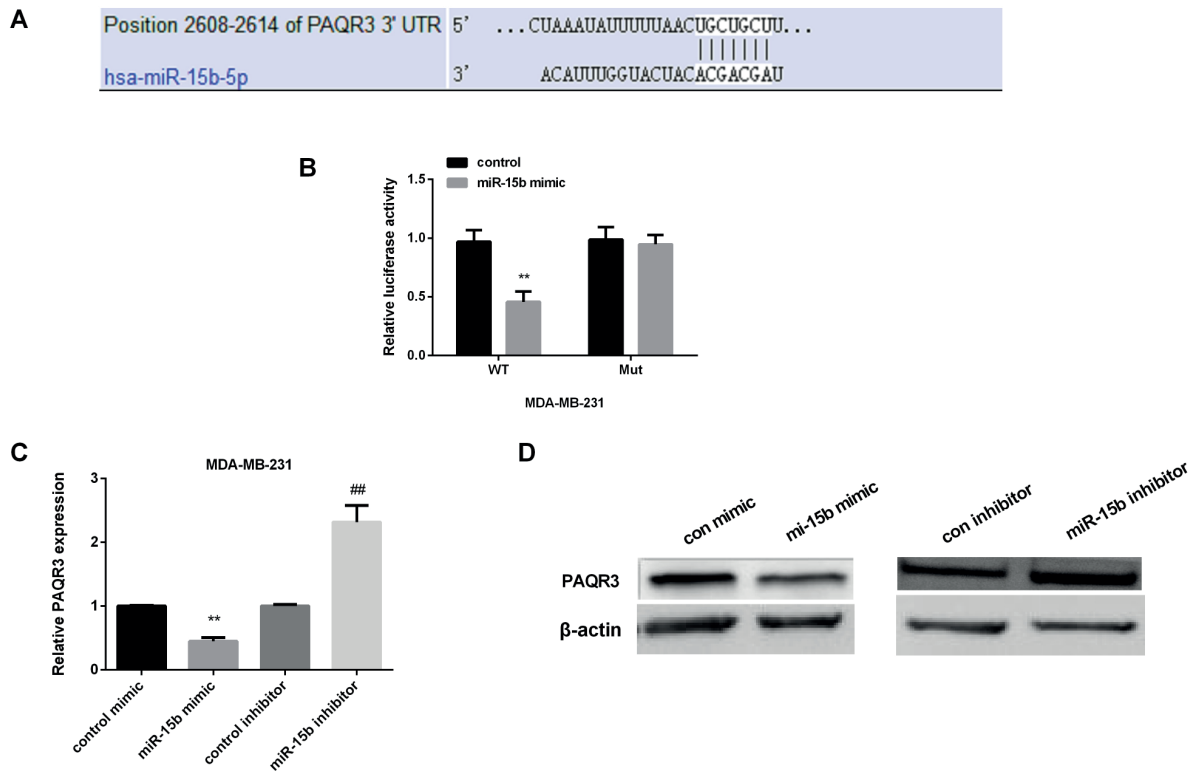 A
Position 2608-2614 of PAQR3 3' UTR 5' ...CUAAAUAUUUUUAACUGCUGCUUU...
hsa-miR-15b-5p 3' ACAUUUGGUACUACACGACGAU
B
control
miR-15b mimic
Relative luciferase activity
1.5
1.0
0.5
0.0
**
WT Mut
MDA-MB-231
C
MDA-MB-231
Relative PAQR3 expression
3
2
1
0
**
##
control mimic
miR-15b mimic
control inhibitor
miR-15b inhibitor
D
con mimic
mi-15b mimic
con inhibitor
miR-15b inhibitor
PAQR3
β-actin